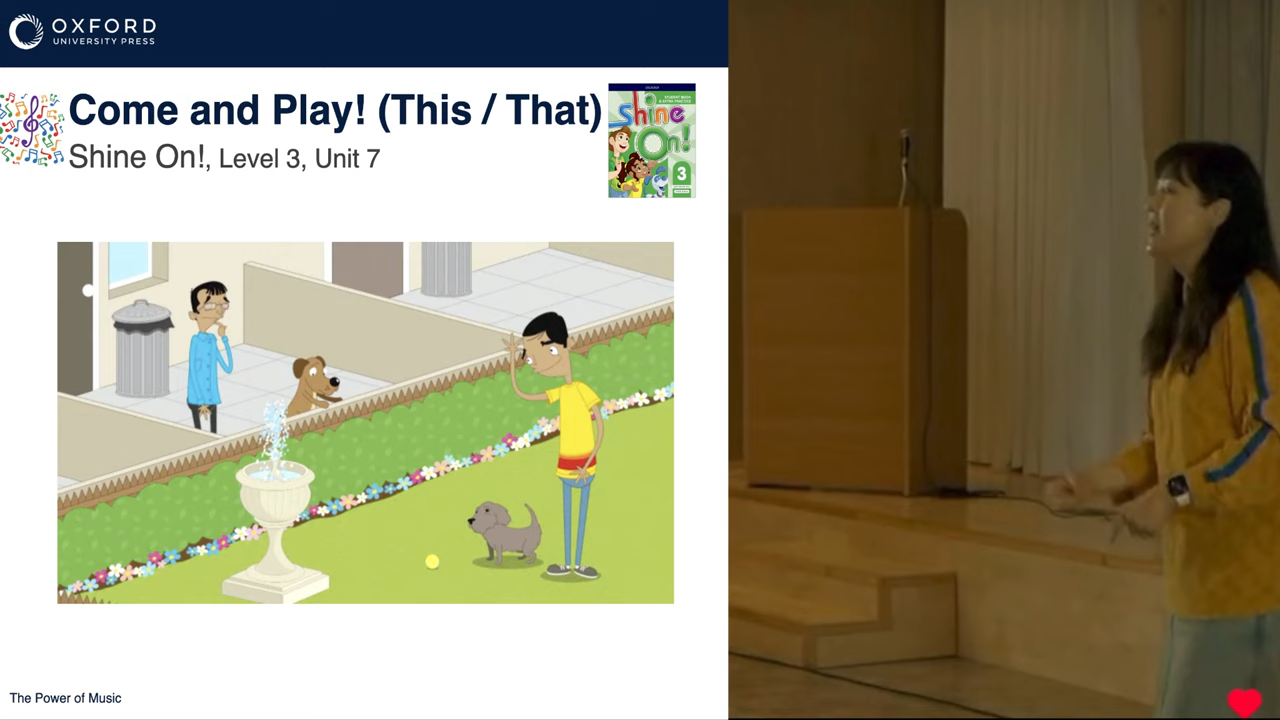 OXFORD
UNIVERSITY PRESS
Come and Play! (This / That)
Shine On!, Level 3, Unit 7
Shine
On!
3
The Power of Music